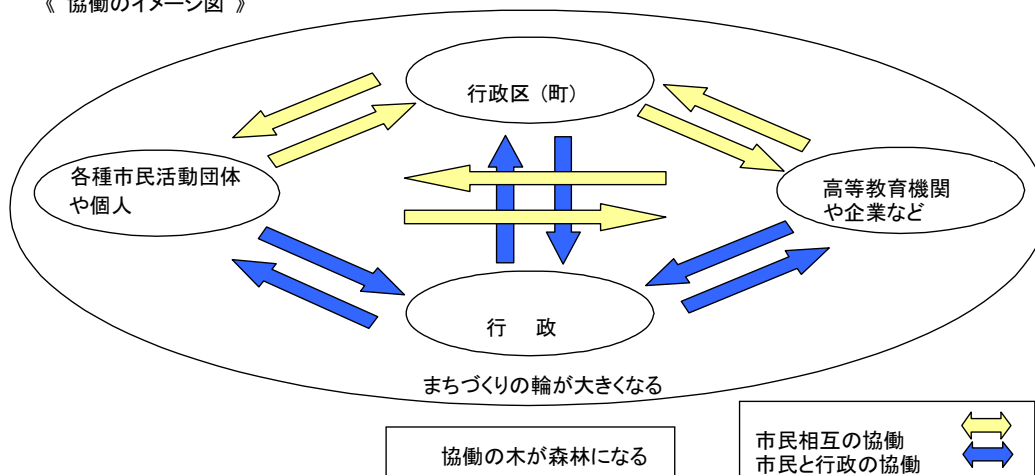 《 協働のイメージ図 》
行政区（町）
各種市民活動団体
や個人
高等教育機関
や企業など
行　政
まちづくりの輪が大きくなる
協働の木が森林になる
市民相互の協働
市民と行政の協働